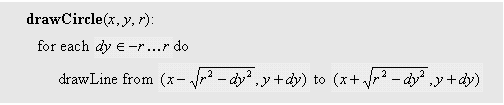 drawCircle(x, y, r):
for each dy ∈ −r…r do
drawLine from (x − √(r² − dy²), y + dy) to (x + √(r² − dy²), y + dy)